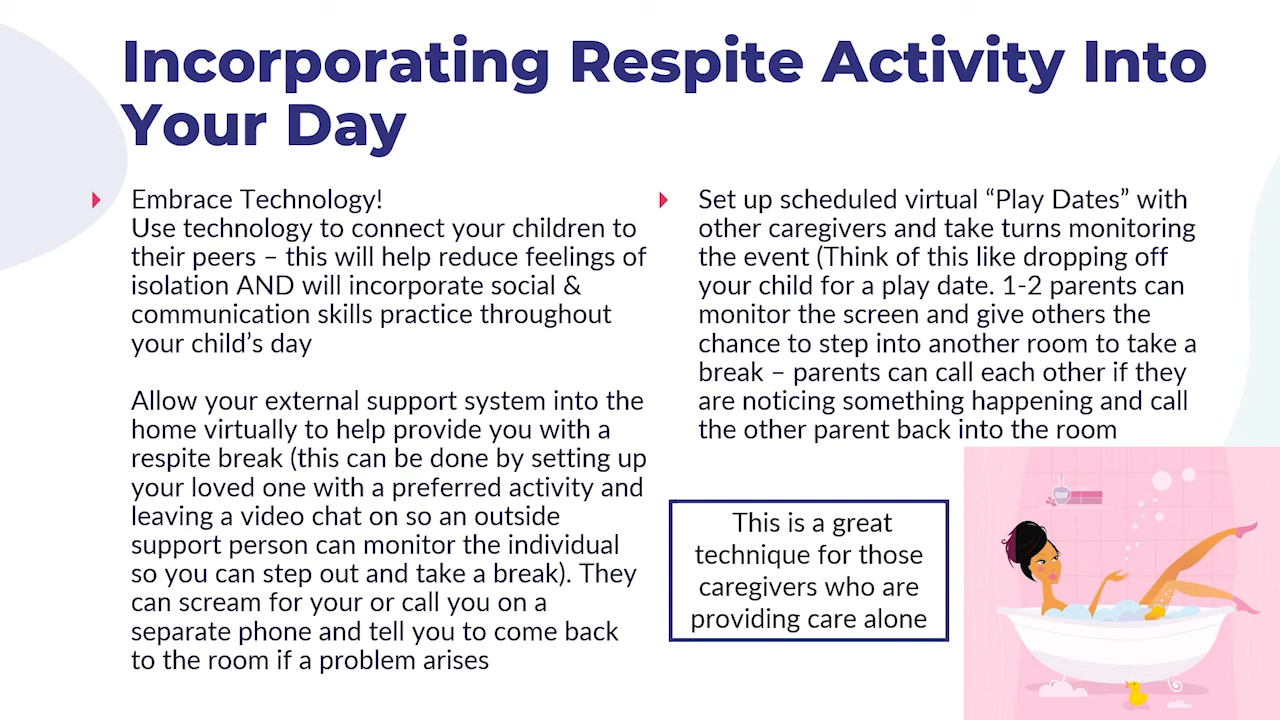 Incorporating Respite Activity Into
Your Day
Embrace Technology!
Use technology to connect your children to
their peers – this will help reduce feelings of
isolation AND will incorporate social &
communication skills practice throughout
your child's day
Allow your external support system into the
home virtually to help provide you with a
respite break (this can be done by setting up
your loved one with a preferred activity and
leaving a video chat on so an outside
support person can monitor the individual
so you can step out and take a break). They
can scream for your or call you on a
separate phone and tell you to come back
to the room if a problem arises
Set up scheduled virtual “Play Dates” with
other caregivers and take turns monitoring
the event (Think of this like dropping off
your child for a play date. 1-2 parents can
monitor the screen and give others the
chance to step into another room to take a
break – parents can call each other if they
are noticing something happening and call
the other parent back into the room
This is a great
technique for those
caregivers who are
providing care alone